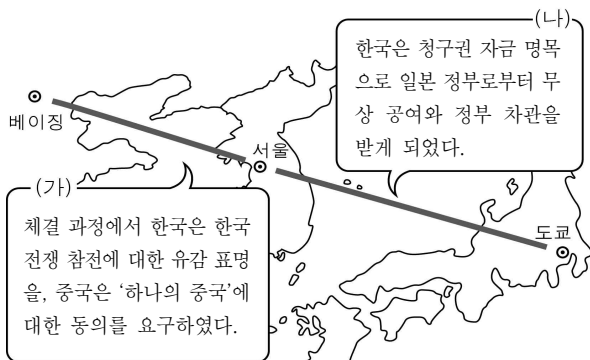 (나)
한국은 청구권 자금 명목
으로 일본 정부로부터 무
상 공여와 정부 차관을
받게 되었다.
베이징
서울
도쿄
(가)
체결 과정에서 한국은 한국
전쟁 참전에 대한 유감 표명
을, 중국은 ‘하나의 중국’에
대한 동의를 요구하였다.